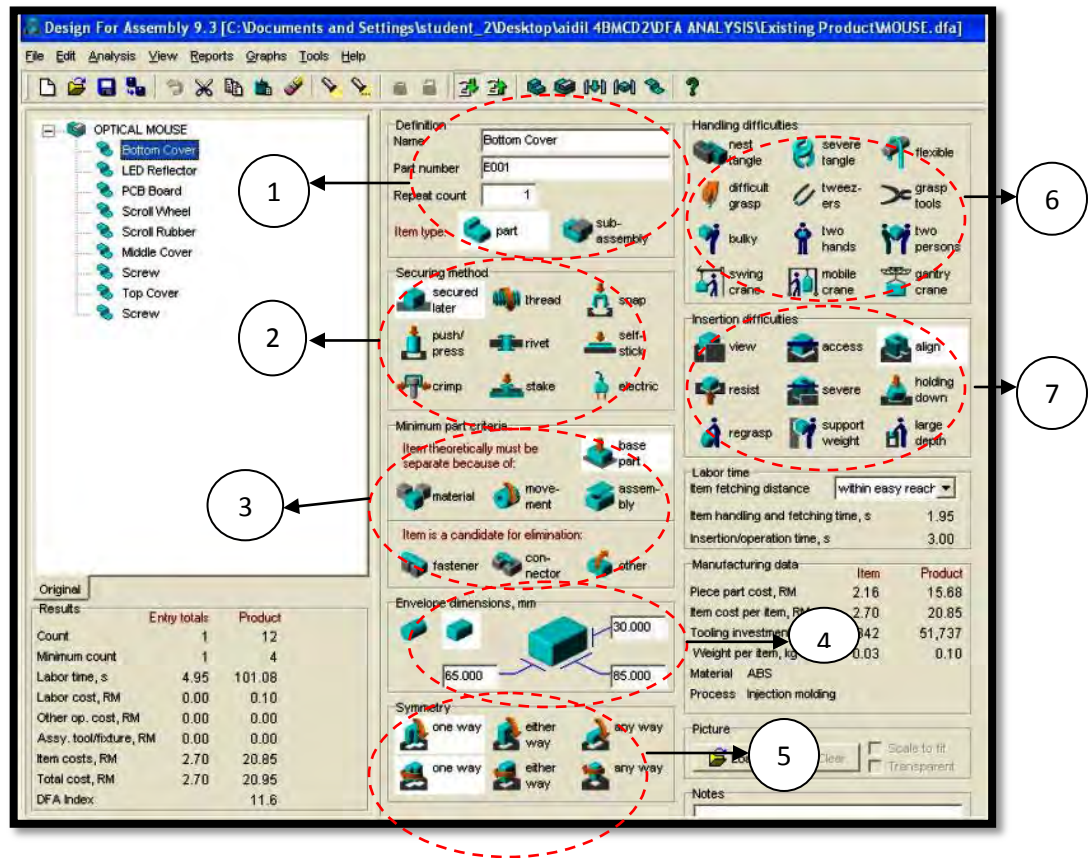 Design For Assembly 9.3 [C:\Documents and Settings\student_2\Desktop\aidil 4BMCD2\DFA ANALYSIS\Existing Product\MOUSE.dfa]
File Edit Analysis View Reports Graphs Tools Help
OPTICAL MOUSE
Bottom Cover
LED Reflector
PCB Board
Scroll Wheel
Scroll Rubber
Middle Cover
Screw
Top Cover
Screw
Original
Results
Entry totals Product
Count 1 12
Minimum count 1 4
Labor time, s 4.95 101.08
Labor cost, RM 0.00 0.10
Other op. cost, RM 0.00 0.00
Assy. tool/fixture, RM 0.00 0.00
Item costs, RM 2.70 20.85
Total cost, RM 2.70 20.95
DFA Index 11.6
1
2
3
Definition
Name Bottom Cover
Part number E001
Repeat count 1
Item type: part sub-
assembly
Securing method
secured
later thread snap
push/
press rivet self-
stick
crimp stake electric
Minimum part criteria
Item theoretically must be
separate because of: base
part
material move-
ment assem-
bly
Item is a candidate for elimination:
fastener con-
nector other
Envelope dimensions, mm
30.000
65.000 85.000
4
Symmetry
one way either
way any way
one way either
way any way
5
Handling difficulties
nest
tangle severe
tangle flexible
difficult
grasp tweez-
ers grasp
tools
bulky two
hands two
persons
swing
crane mobile
crane gantry
crane
6
Insertion difficulties
view access align
resist severe holding
down
regrasp support
weight large
depth
7
Labor time
Item fetching distance within easy reach
Item handling and fetching time, s 1.95
Insertion/operation time, s 3.00
Manufacturing data
Item Product
Piece part cost, RM 2.16 15.68
Item cost per item, RM 2.70 20.85
Tooling investment 51,737
Weight per item, kg 0.03 0.10
Material ABS
Process Injection molding
Picture
Clear
Scale to fit
Transparent
Notes